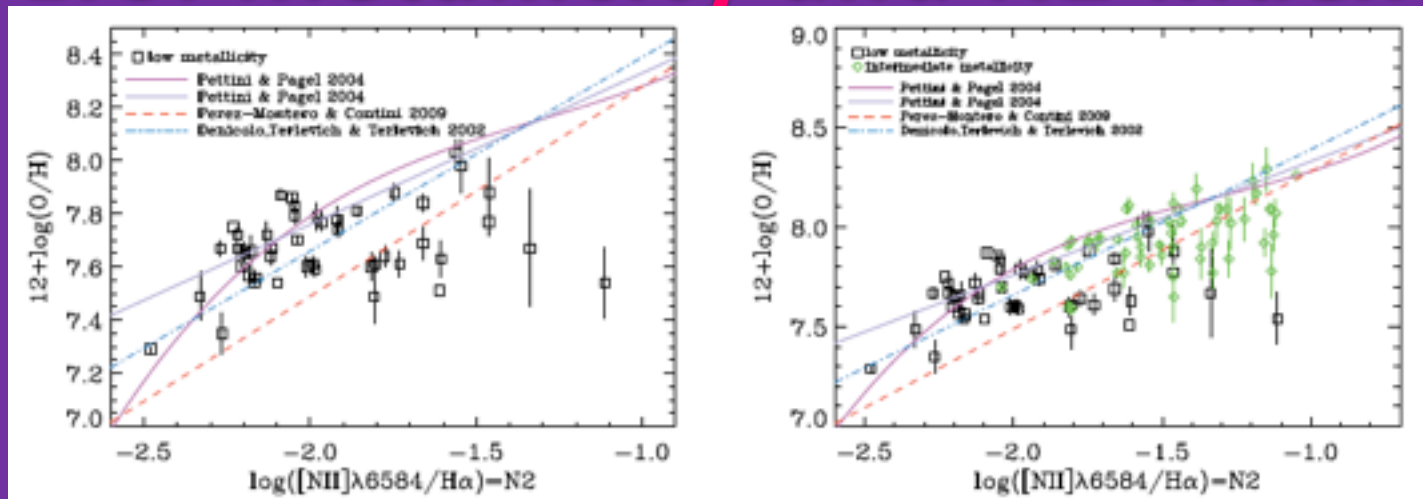 low metallicity
Pettini & Pagel 2004
Pettini & Pagel 2004
Perez-Montero & Contini 2009
Denicolo,Terlevich & Terlevich 2002
8.4
8.2
8.0
7.8
7.6
7.4
7.2
7.0
12+log(O/H)
−2.5
−2.0
−1.5
−1.0
log([NII]λ6584/Hα)=N2
low metallicity
Intermediate metallicity
Pettini & Pagel 2004
Pettini & Pagel 2004
Perez-Montero & Contini 2009
Denicolo,Terlevich & Terlevich 2002
9.0
8.5
8.0
7.5
7.0
12+log(O/H)
−2.5
−2.0
−1.5
−1.0
log([NII]λ6584/Hα)=N2